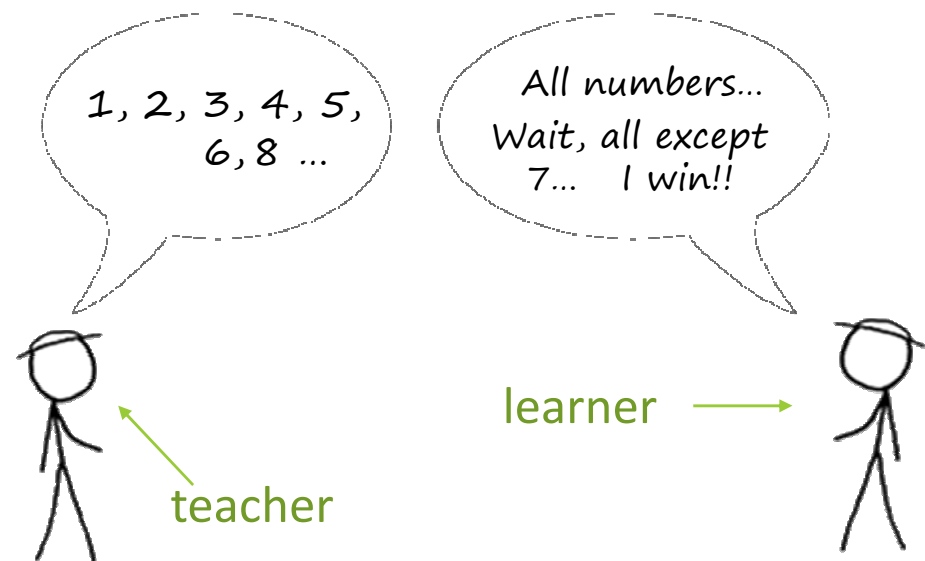 1, 2, 3, 4, 5,
6, 8 ...
All numbers...
Wait, all except
7... I win!!
learner
teacher